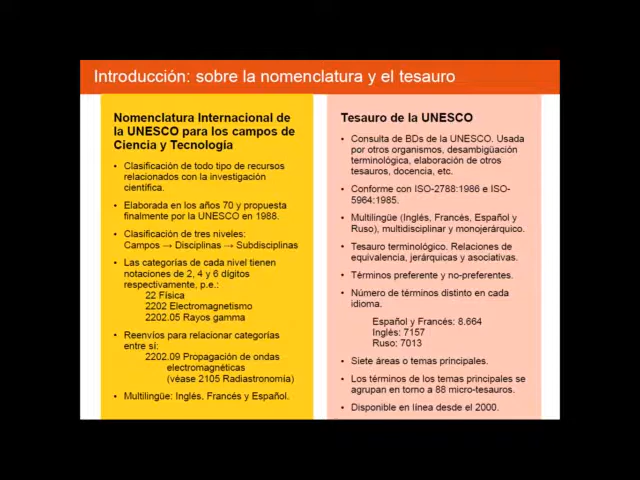 Introducción: sobre la nomenclatura y el tesauro
Nomenclatura Internacional de
la UNESCO para los campos de
Ciencia y Tecnología
• Clasificación de todo tipo de recursos
relacionados con la investigación
científica.
• Elaborada en los años 70 y propuesta
finalmente por la UNESCO en 1988.
• Clasificación de tres niveles:
Campos → Disciplinas → Subdisciplinas
• Las categorías de cada nivel tienen
notaciones de 2, 4 y 6 dígitos
respectivamente, p.e.:
22 Física
2202 Electromagnetismo
2202.05 Rayos gamma
• Reenvíos para relacionar categorías
entre sí:
2202.09 Propagación de ondas
electromagnéticas
(véase 2105 Radiastronomía)
• Multilingüe: Inglés, Francés y Español.
Tesauro de la UNESCO
• Consulta de BDs de la UNESCO. Usada
por otros organismos, desambigüación
terminológica, elaboración de otros
tesauros, docencia, etc.
• Conforme con ISO-2788:1986 e ISO-
5964:1985.
• Multilingüe (Inglés, Francés, Español y
Ruso), multidisciplinar y monojerárquico.
• Tesauro terminológico. Relaciones de
equivalencia, jerárquicas y asociativas.
• Términos preferente y no-preferentes.
• Número de términos distinto en cada
idioma.
Español y Francés: 8.664
Inglés: 7157
Ruso: 7013
• Siete áreas o temas principales.
• Los términos de los temas principales se
agrupan en torno a 88 micro-tesauros.
• Disponible en línea desde el 2000.